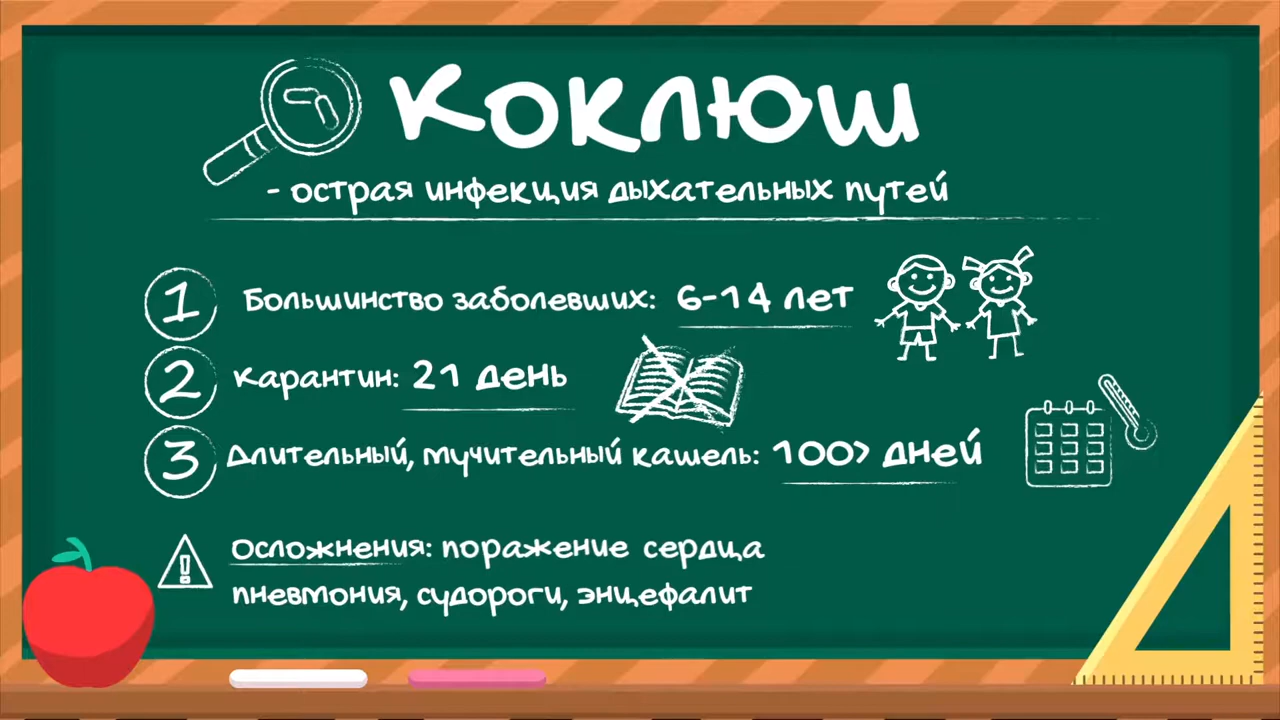 Коклюш
- острая инфекция дыхательных путей
1 Большинство заболевших: 6-14 лет
2 Карантин: 21 день
3 Длительный, мучительный кашель: 100> дней
Осложнения: поражение сердца
пневмония, судороги, энцефалит